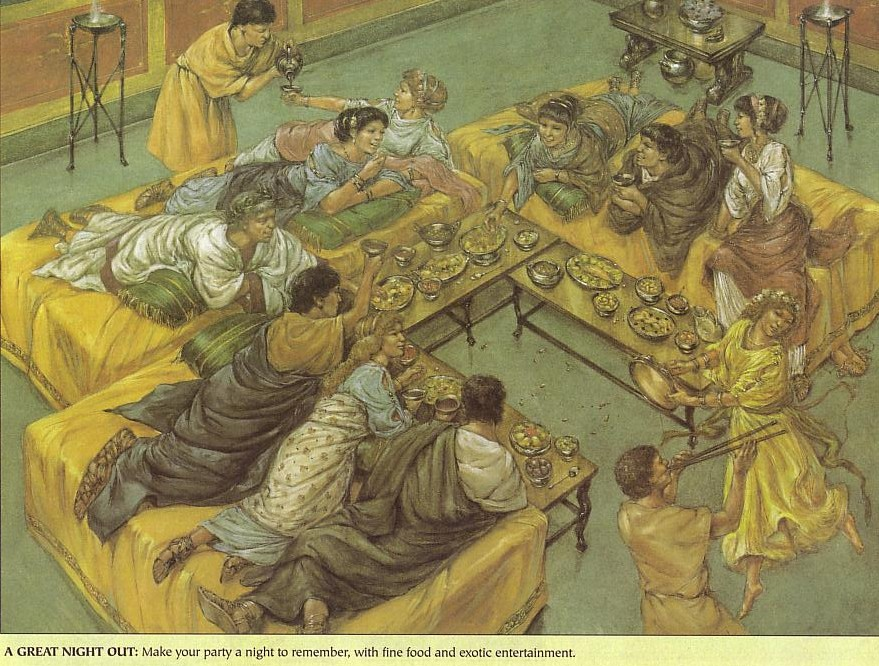 A GREAT NIGHT OUT: Make your party a night to remember, with fine food and exotic entertainment.